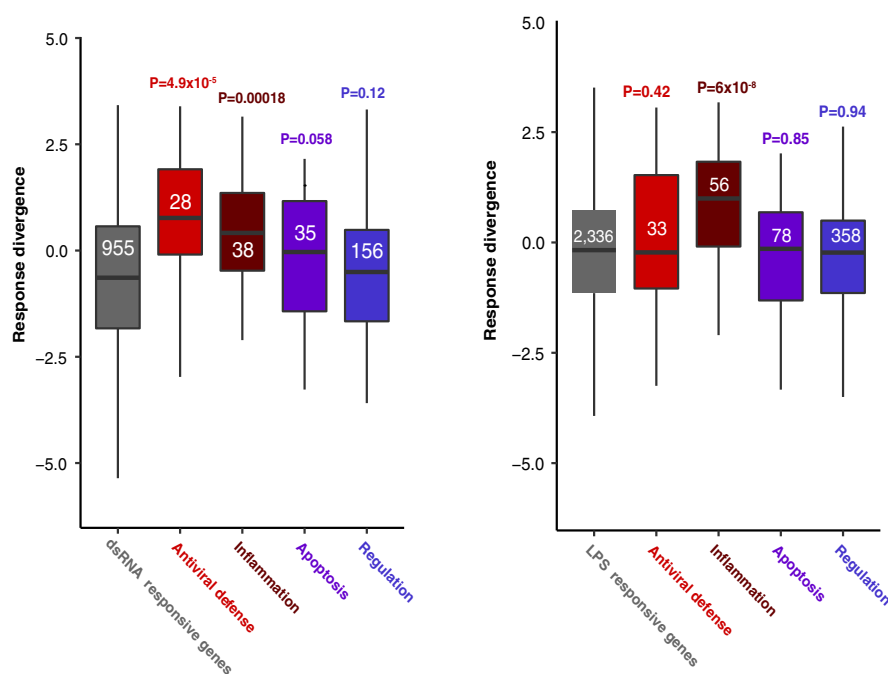 5.0
2.5
0.0
−2.5
−5.0
Response divergence
P=4.9x10-5
P=0.00018
P=0.058
P=0.12
955
28
38
35
156
dsRNA responsive genes
Antiviral defense
Inflammation
Apoptosis
Regulation
5.0
2.5
0.0
−2.5
−5.0
Response divergence
P=0.42
P=6x10-8
P=0.85
P=0.94
2,336
33
56
78
358
LPS responsive genes
Antiviral defense
Inflammation
Apoptosis
Regulation